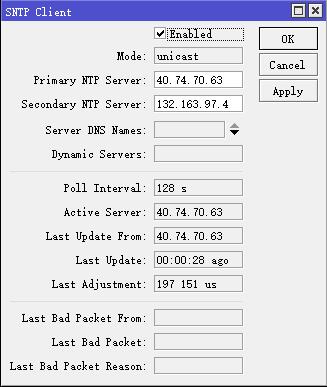 SNTP Client
Enabled
OK
Mode: unicast
Cancel
Primary NTP Server: 40.74.70.63
Apply
Secondary NTP Server: 132.163.97.4
Server DNS Names:
Dynamic Servers:
Poll Interval: 128 s
Active Server: 40.74.70.63
Last Update From: 40.74.70.63
Last Update: 00:00:28 ago
Last Adjustment: 197 151 us
Last Bad Packet From:
Last Bad Packet:
Last Bad Packet Reason: